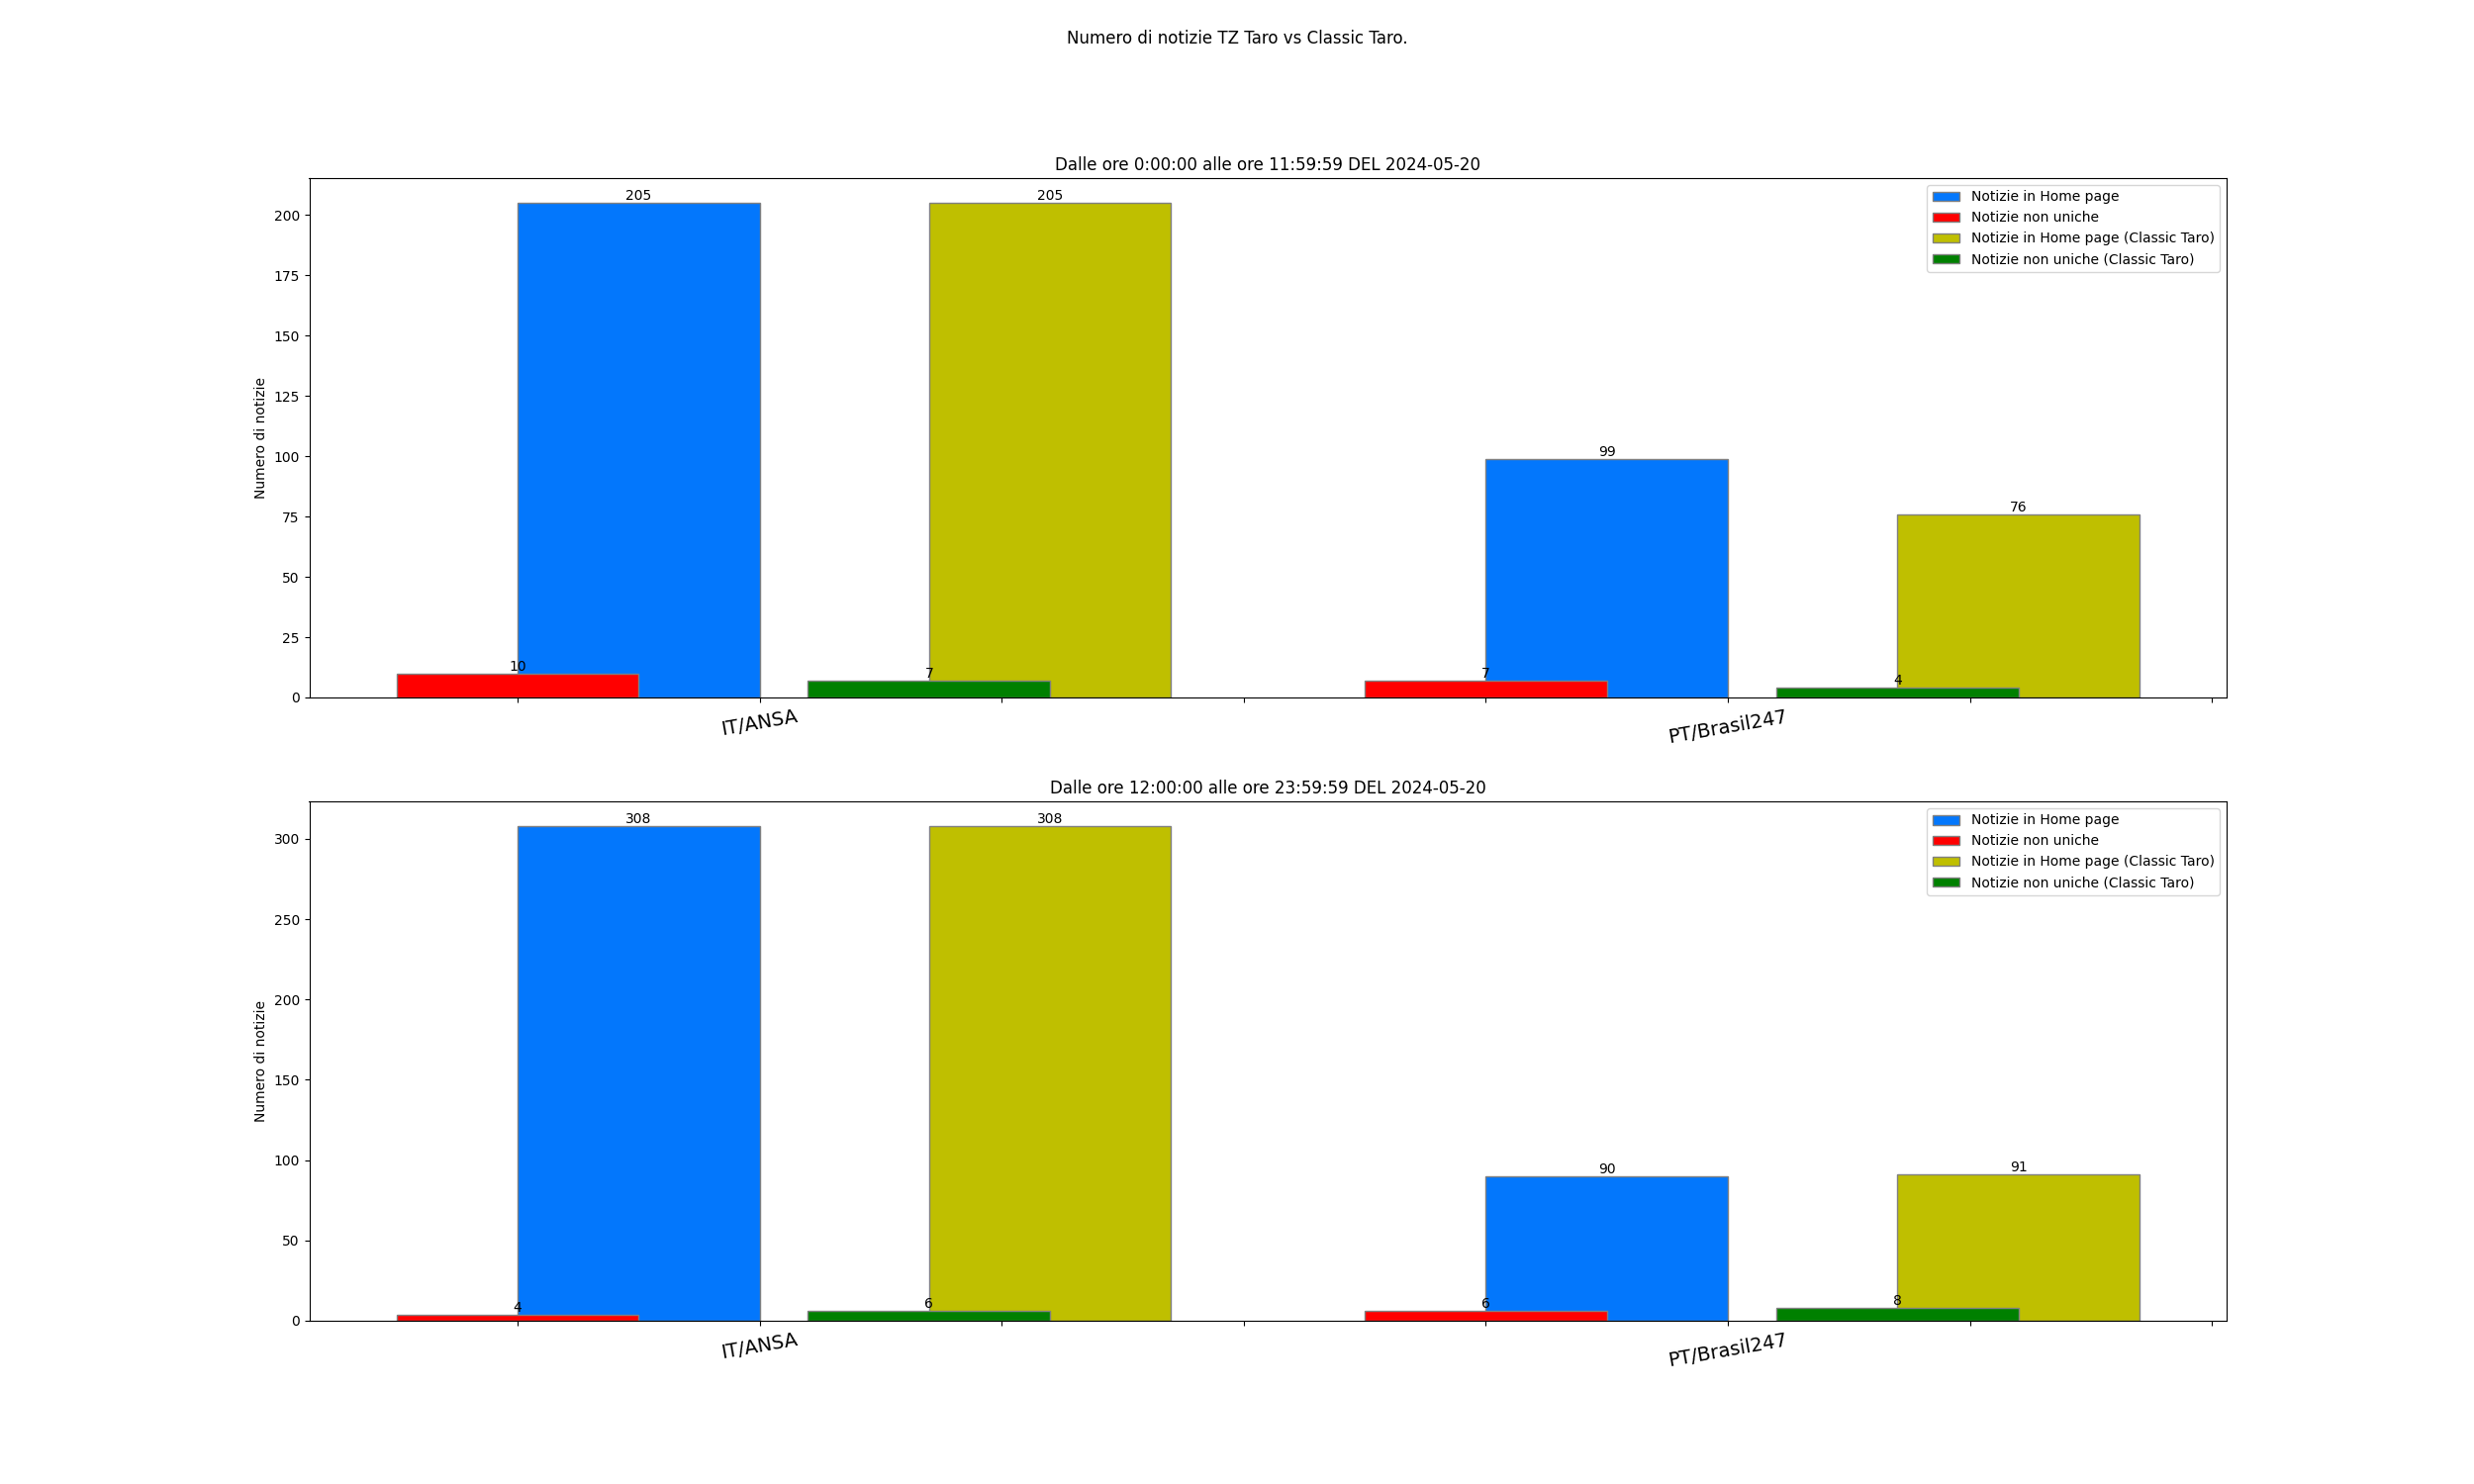 Numero di notizie TZ Taro vs Classic Taro.
Dalle ore 0:00:00 alle ore 11:59:59 DEL 2024-05-20
Numero di notizie
200
175
150
125
100
75
50
25
0
205
205
99
76
10
7
7
4
Notizie in Home page
Notizie non uniche
Notizie in Home page (Classic Taro)
Notizie non uniche (Classic Taro)
IT/ANSA
PT/Brasil247
Dalle ore 12:00:00 alle ore 23:59:59 DEL 2024-05-20
Numero di notizie
300
250
200
150
100
50
0
308
308
90
91
4
6
6
8
Notizie in Home page
Notizie non uniche
Notizie in Home page (Classic Taro)
Notizie non uniche (Classic Taro)
IT/ANSA
PT/Brasil247